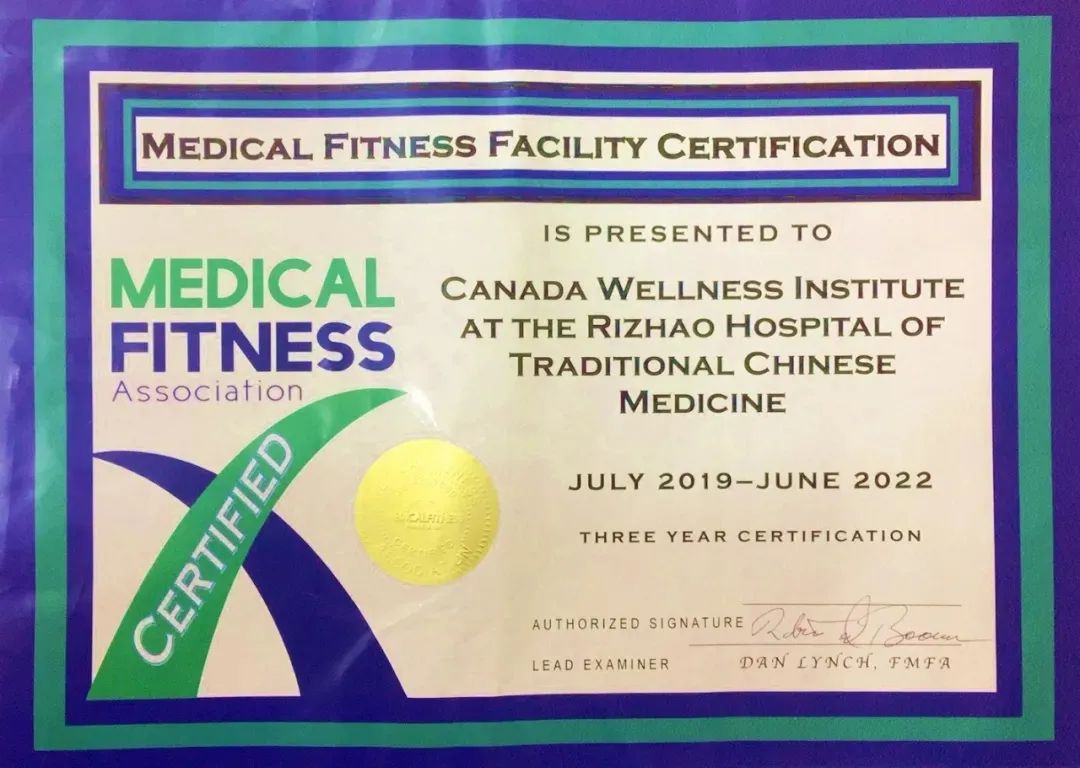 MEDICAL FITNESS FACILITY CERTIFICATION
IS PRESENTED TO
MEDICAL
FITNESS
Association
CERTIFIED
CANADA WELLNESS INSTITUTE
AT THE RIZHAO HOSPITAL OF
TRADITIONAL CHINESE
MEDICINE
JULY 2019–JUNE 2022
THREE YEAR CERTIFICATION
AUTHORIZED SIGNATURE
LEAD EXAMINER DAN LYNCH, FMFA